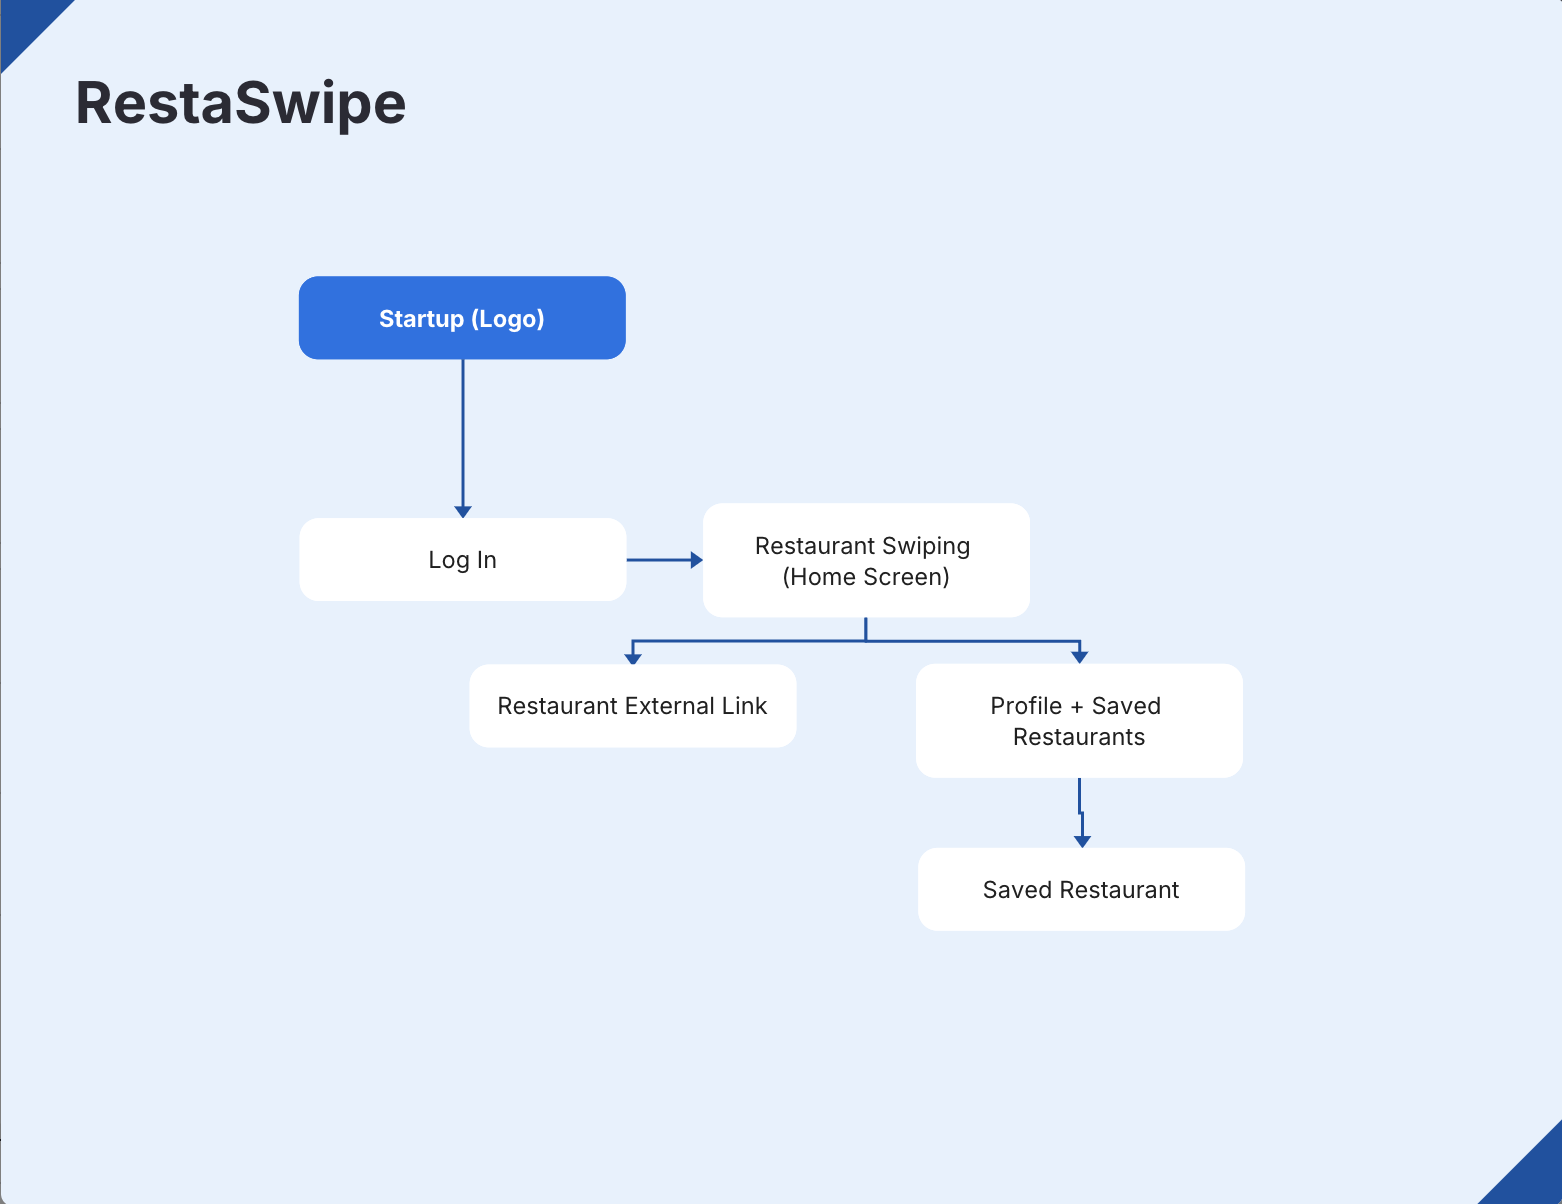 RestaSwipe
Startup (Logo)
Log In
Restaurant Swiping
(Home Screen)
Restaurant External Link
Profile + Saved
Restaurants
Saved Restaurant